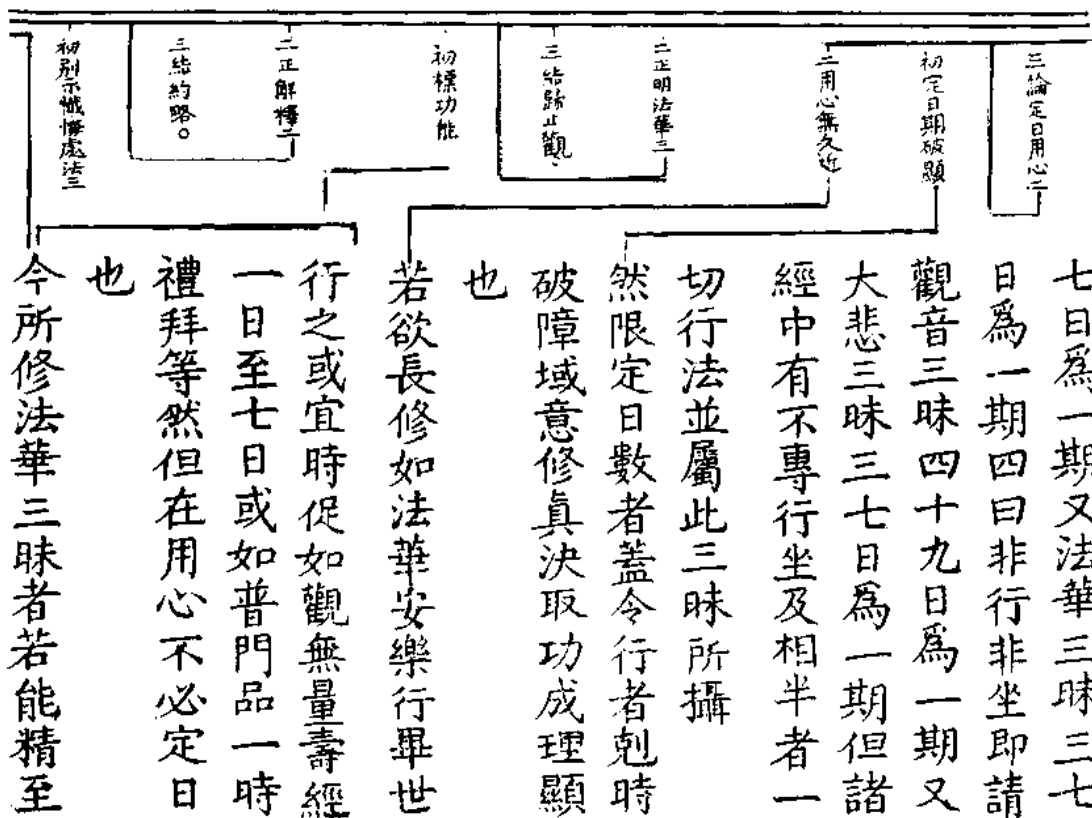 三論定日用心二
初定日期破顯
二用心無久近
二正明法華三
三結歸止觀、
初標功能
二正解釋二
三結約略。
初別示懺悔處法三
七日爲一期又法華三昧三七
日爲一期四曰非行非坐即請
觀音三昧四十九日爲一期又
大悲三昧三七日爲一期但諸
經中有不專行坐及相半者一
切行法並屬此三昧所攝
然限定日數者蓋令行者剋時
破障域意修眞決取功成理顯
也
若欲長修如法華安樂行畢世
行之或宜時促如觀無量壽經
一日至七日或如普門品一時
禮拜等然但在用心不必定日
也
今所修法華三昧者若能精至